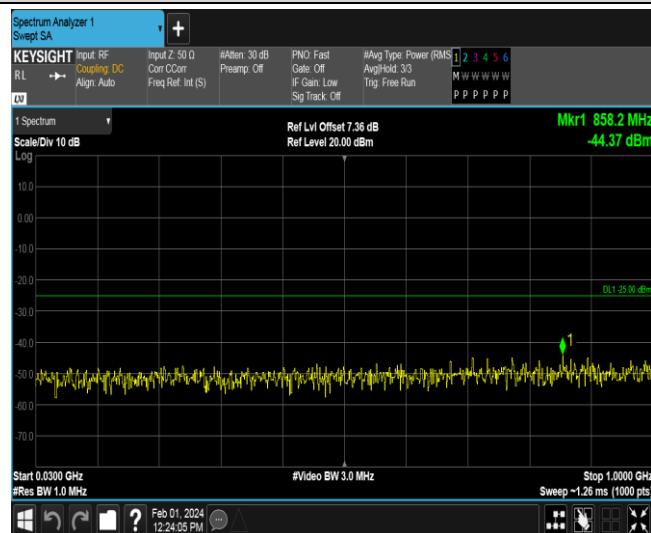 Spectrum Analyzer 1
Swept SA
+
KEYSIGHT Input: RF Input Z: 50 Ω #Atten: 30 dB PNO: Fast #Avg Type: Power (RMS 1 2 3 4 5 6
RL Coupling: DC Corr CCorr Preamp: Off Gate: Off Avg|Hold: 3/3 M W W W W W
Align: Auto Freq Ref: Int (S) IF Gain: Low Trig: Free Run
Sig Track: Off P P P P P P
LXI
1 Spectrum Ref Lvl Offset 7.36 dB Mkr1 858.2 MHz
Scale/Div 10 dB Ref Level 20.00 dBm -44.37 dBm
Log
10.0
0.00
-10.0
-20.0
DL1 -25.00 dBm
-30.0
-40.0
1
-50.0
-60.0
-70.0
Start 0.0300 GHz #Video BW 3.0 MHz Stop 1.0000 GHz
#Res BW 1.0 MHz Sweep ~1.26 ms (1000 pts)
? Feb 01, 2024
12:24:05 PM